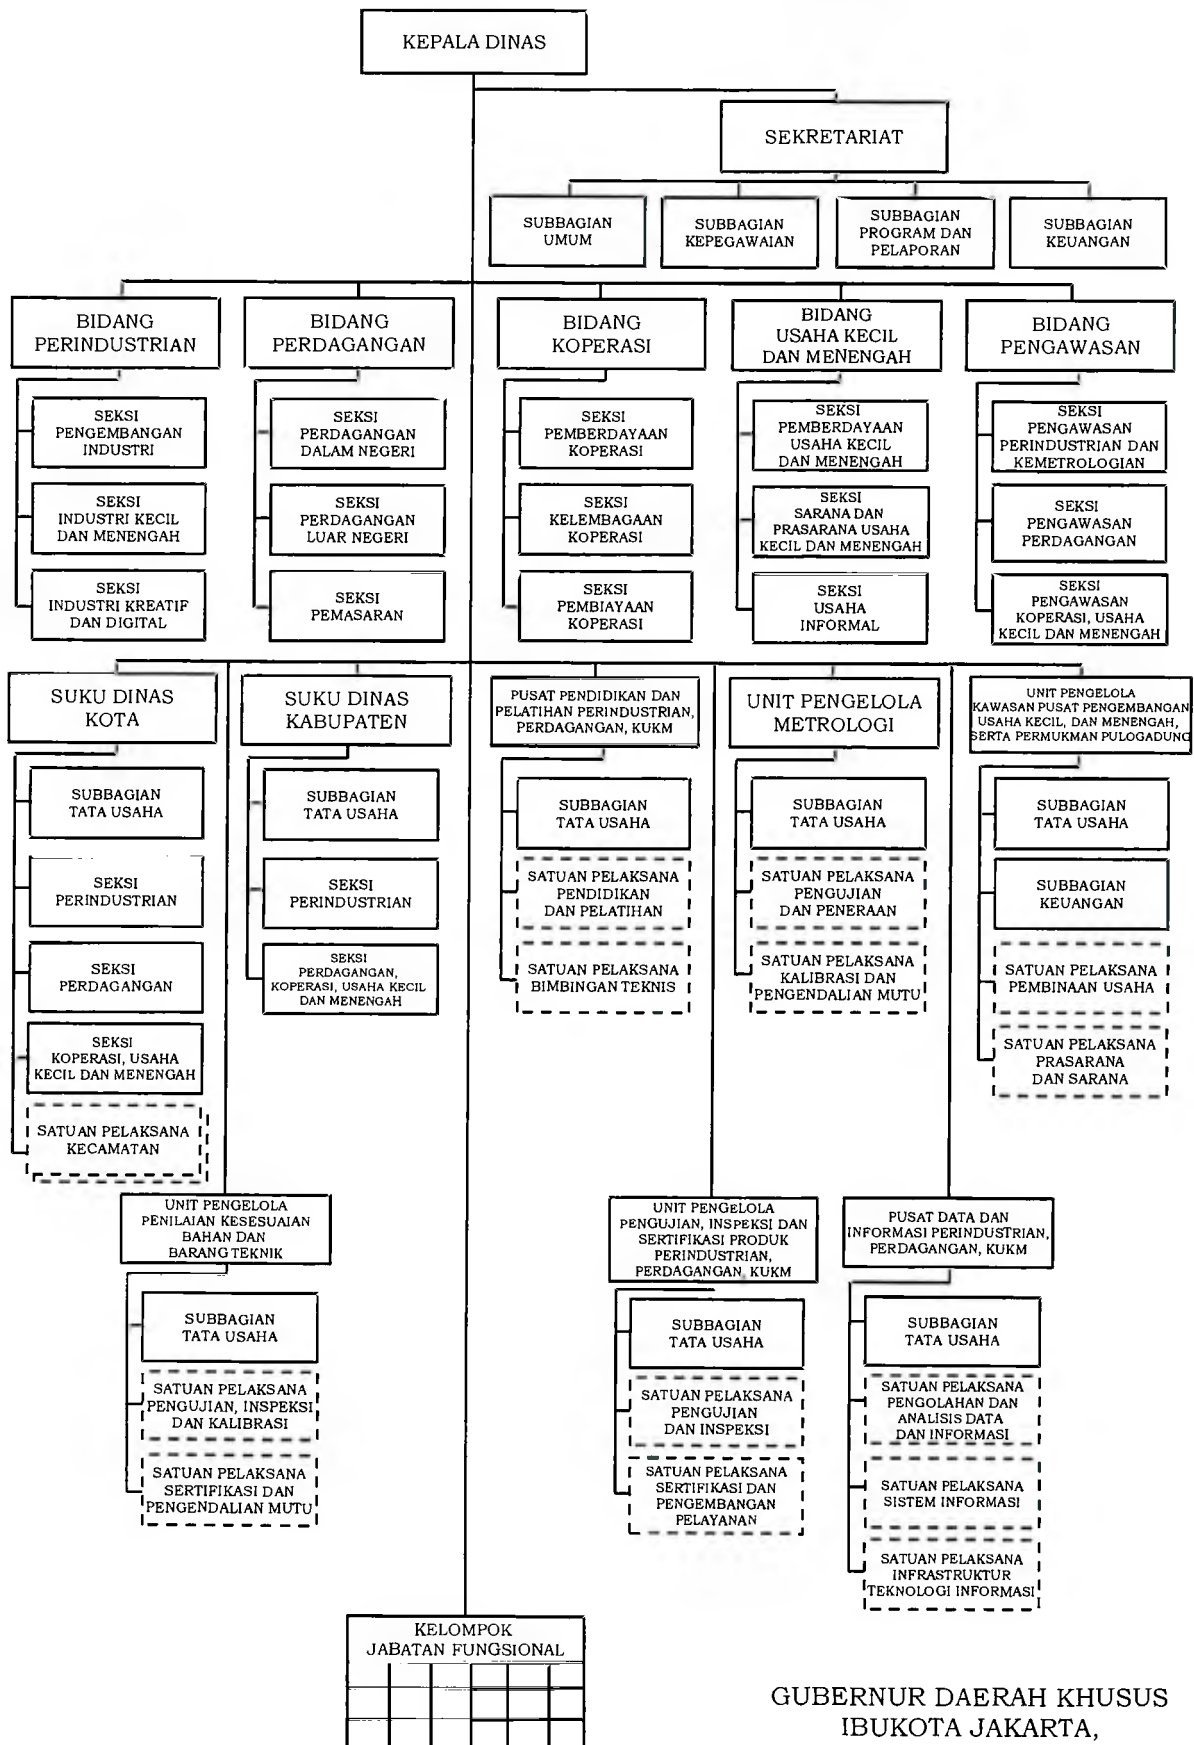 KEPALA DINAS
SEKRETARIAT
SUBBAGIAN
UMUM
SUBBAGIAN
KEPEGAWAIAN
SUBBAGIAN
PROGRAM DAN
PELAPORAN
SUBBAGIAN
KEUANGAN
BIDANG
PERINDUSTRIAN
BIDANG
PERDAGANGAN
BIDANG
KOPERASI
BIDANG
USAHA KECIL
DAN MENENGAH
BIDANG
PENGAWASAN
SEKSI
PENGEMBANGAN
INDUSTRI
SEKSI
INDUSTRI KECIL
DAN MENENGAH
SEKSI
INDUSTRI KREATIF
DAN DIGITAL
SEKSI
PERDAGANGAN
DALAM NEGERI
SEKSI
PERDAGANGAN
LUAR NEGERI
SEKSI
PEMASARAN
SEKSI
PEMBERDAYAAN
KOPERASI
SEKSI
KELEMBAGAAN
KOPERASI
SEKSI
PEMBIAYAAN
KOPERASI
SEKSI
PEMBERDAYAAN
USAHA KECIL
DAN MENENGAH
SEKSI
SARANA DAN
PRASARANA USAHA
KECIL DAN MENENGAH
SEKSI
USAHA
INFORMAL
SEKSI
PENGAWASAN
PERINDUSTRIAN DAN
KEMETROLOGIAN
SEKSI
PENGAWASAN
PERDAGANGAN
SEKSI
PENGAWASAN
KOPERASI, USAHA
KECIL DAN MENENGAH
SUKU DINAS
KOTA
SUKU DINAS
KABUPATEN
PUSAT PENDIDIKAN DAN
PELATIHAN PERINDUSTRIAN,
PERDAGANGAN, KUKM
UNIT PENGELOLA
METROLOGI
UNIT PENGELOLA
KAWASAN PUSAT PENGEMBANGAN
USAHA KECIL, DAN MENENGAH,
SERTA PERMUKMAN PULOGADUNG
SUBBAGIAN
TATA USAHA
SEKSI
PERINDUSTRIAN
SEKSI
PERDAGANGAN
SEKSI
KOPERASI, USAHA
KECIL DAN MENENGAH
SATUAN PELAKSANA
KECAMATAN
SUBBAGIAN
TATA USAHA
SEKSI
PERINDUSTRIAN
SEKSI
PERDAGANGAN,
KOPERASI, USAHA KECIL
DAN MENENGAH
SUBBAGIAN
TATA USAHA
SATUAN PELAKSANA
PENDIDIKAN
DAN PELATIHAN
SATUAN PELAKSANA
BIMBINGAN TEKNIS
SUBBAGIAN
TATA USAHA
SATUAN PELAKSANA
PENGUJIAN
DAN PENERAAN
SATUAN PELAKSANA
KALIBRASI DAN
PENGENDALIAN MUTU
SUBBAGIAN
TATA USAHA
SUBBAGIAN
KEUANGAN
SATUAN PELAKSANA
PEMBINAAN USAHA
SATUAN PELAKSANA
PRASARANA
DAN SARANA
UNIT PENGELOLA
PENILAIAN KESESUAIAN
BAHAN DAN
BARANG TEKNIK
SUBBAGIAN
TATA USAHA
SATUAN PELAKSANA
PENGUJIAN, INSPEKSI
DAN KALIBRASI
SATUAN PELAKSANA
SERTIFIKASI DAN
PENGENDALIAN MUTU
UNIT PENGELOLA
PENGUJIAN, INSPEKSI DAN
SERTIFIKASI PRODUK
PERINDUSTRIAN,
PERDAGANGAN, KUKM
SUBBAGIAN
TATA USAHA
SATUAN PELAKSANA
PENGUJIAN
DAN INSPEKSI
SATUAN PELAKSANA
SERTIFIKASI DAN
PENGEMBANGAN
PELAYANAN
PUSAT DATA DAN
INFORMASI PERINDUSTRIAN,
PERDAGANGAN, KUKM
SUBBAGIAN
TATA USAHA
SATUAN PELAKSANA
PENGOLAHAN DAN
ANALISIS DATA
DAN INFORMASI
SATUAN PELAKSANA
SISTEM INFORMASI
SATUAN PELAKSANA
INFRASTRUKTUR
TEKNOLOGI INFORMASI
KELOMPOK
JABATAN FUNGSIONAL
GUBERNUR DAERAH KHUSUS
IBUKOTA JAKARTA,